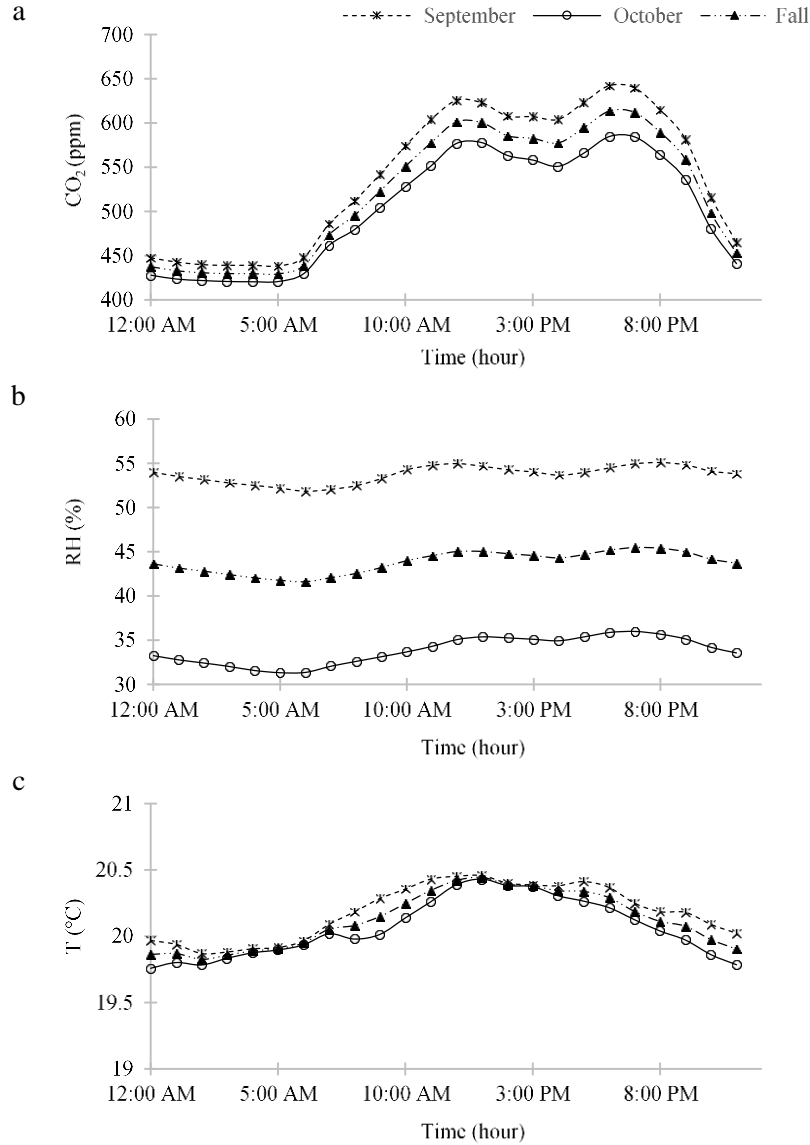 a
September October Fall
700
650
600
550
500
450
400
CO2 (ppm)
12:00 AM 5:00 AM 10:00 AM 3:00 PM 8:00 PM
Time (hour)
b
60
55
50
45
40
35
30
RH (%)
12:00 AM 5:00 AM 10:00 AM 3:00 PM 8:00 PM
Time (hour)
c
21
20.5
20
19.5
19
T (°C)
12:00 AM 5:00 AM 10:00 AM 3:00 PM 8:00 PM
Time (hour)